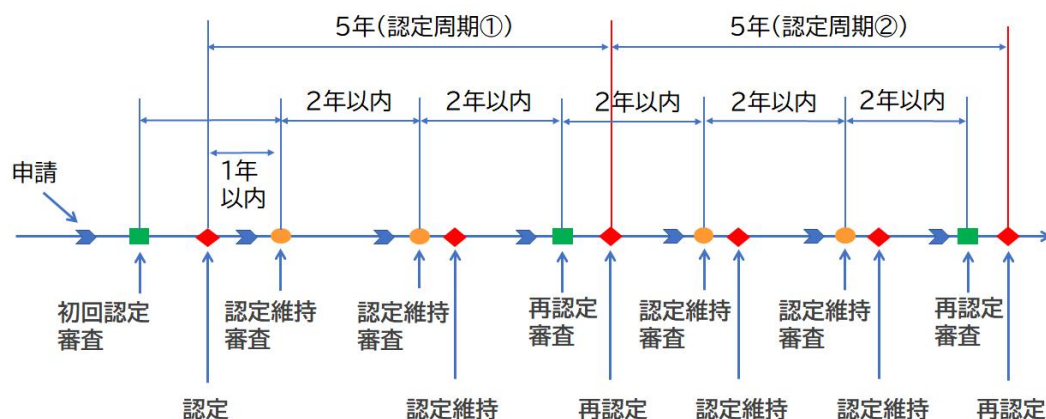 5年(認定周期①)
5年(認定周期②)
2年以内
2年以内
2年以内
2年以内
2年以内
申請
1年
以内
初回認定
審査
認定維持
審査
認定維持
審査
再認定
審査
認定維持
審査
認定維持
審査
再認定
審査
認定
認定維持
再認定
認定維持
認定維持
再認定